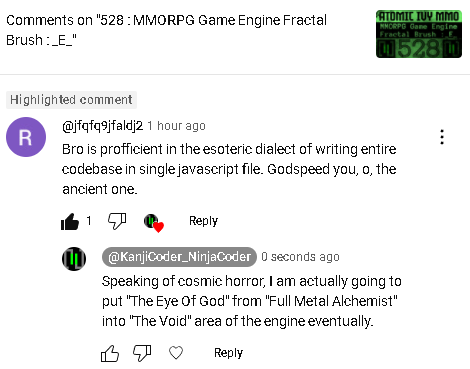 Comments on "528 : MMORPG Game Engine Fractal
Brush : _E_"
ATOMIC IVY MMO
MMORPG Game Engine
Fractal Brush :_E_
528
Highlighted comment
R
@jfqfq9jfaldj2 1 hour ago
Bro is profficient in the esoteric dialect of writing entire
codebase in single javascript file. Godspeed you, o, the
ancient one.
1
Reply
@KanjiCoder_NinjaCoder 0 seconds ago
Speaking of cosmic horror, I am actually going to
put "The Eye Of God" from "Full Metal Alchemist"
into "The Void" area of the engine eventually.
Reply